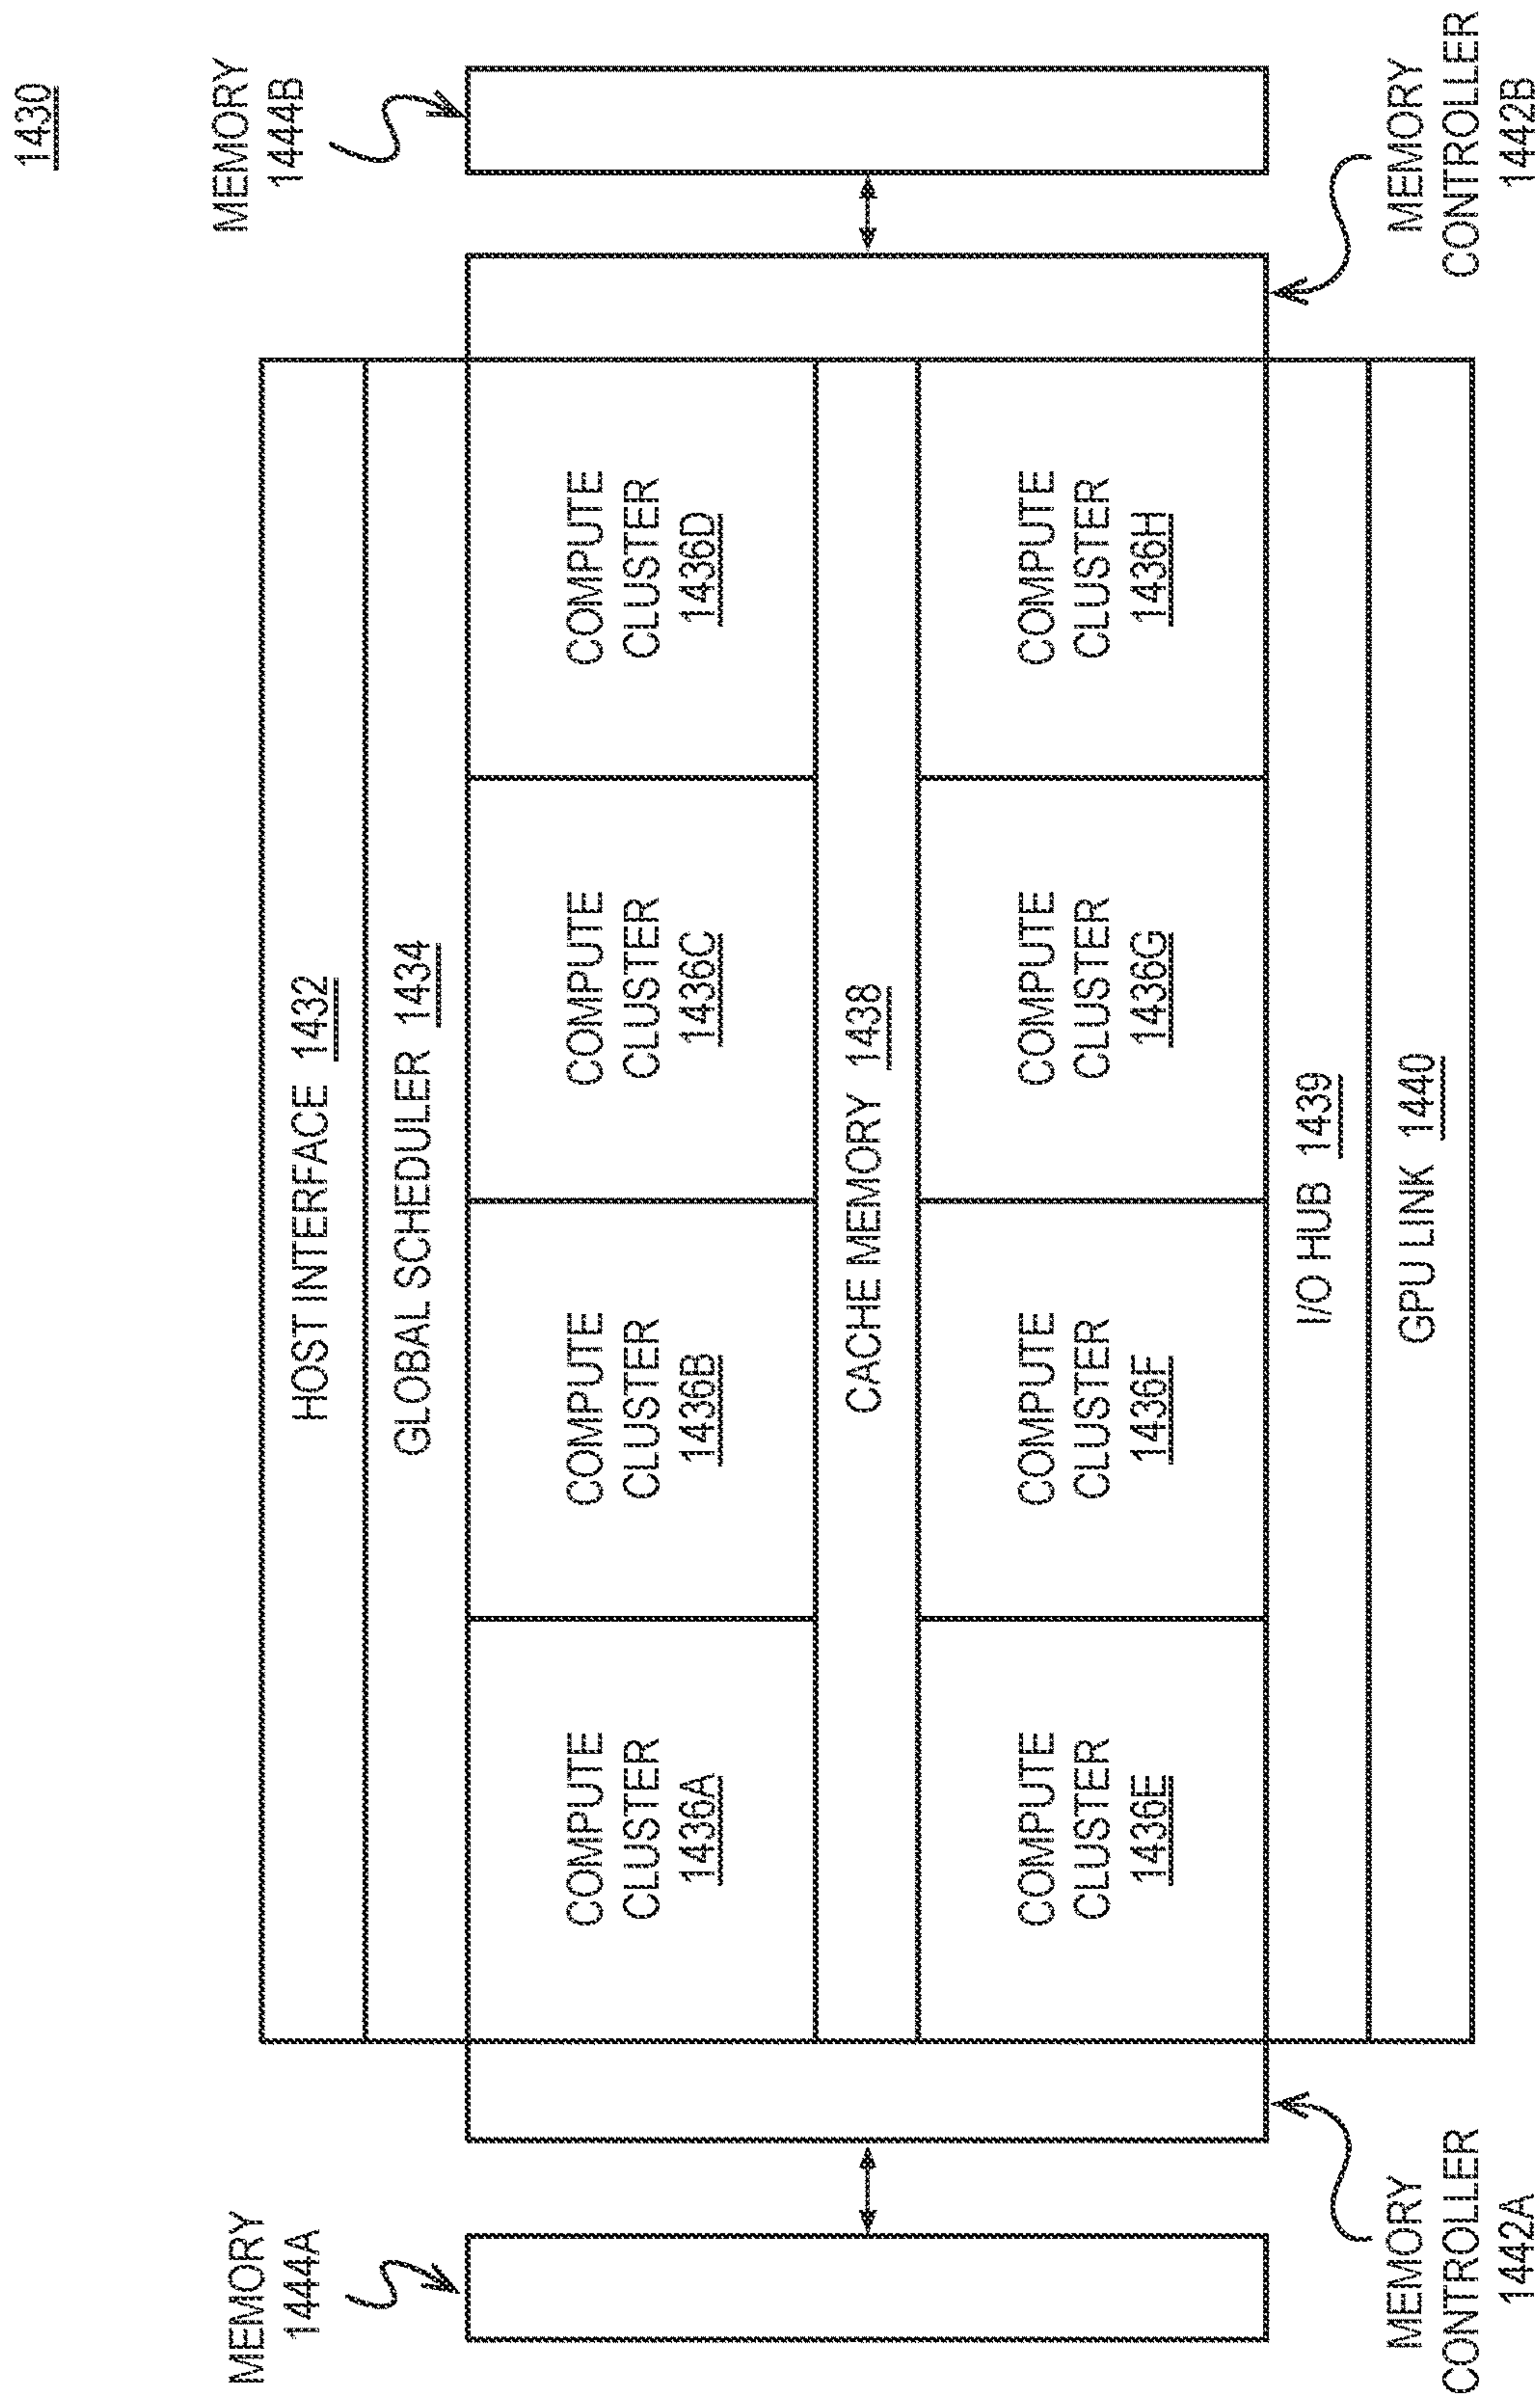 1430
MEMORY
1444A
MEMORY
1444B
HOST INTERFACE 1432
GLOBAL SCHEDULER 1434
COMPUTE
CLUSTER
1436A
COMPUTE
CLUSTER
1436B
COMPUTE
CLUSTER
1436C
COMPUTE
CLUSTER
1436D
CACHE MEMORY 1438
COMPUTE
CLUSTER
1436E
COMPUTE
CLUSTER
1436F
COMPUTE
CLUSTER
1436G
COMPUTE
CLUSTER
1436H
I/O HUB 1439
GPU LINK 1440
MEMORY
CONTROLLER
1442A
MEMORY
CONTROLLER
1442B